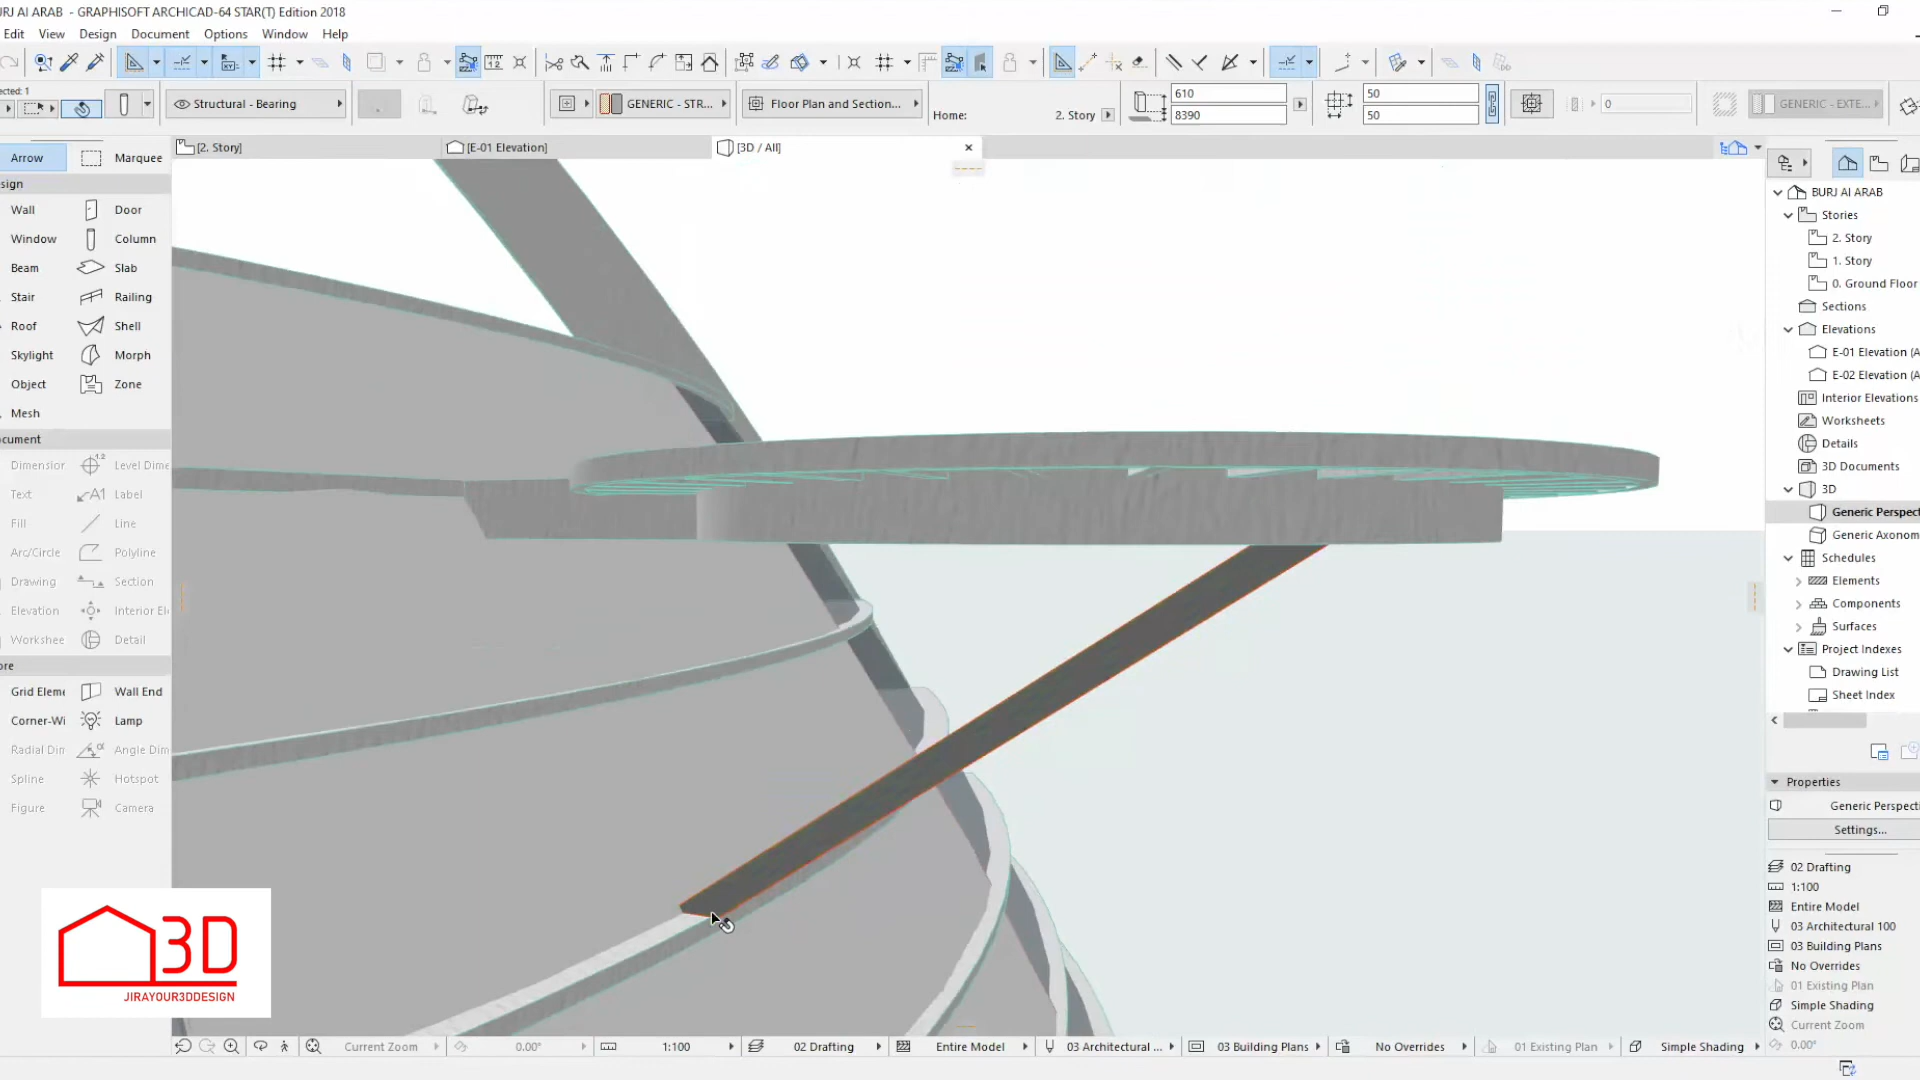 BURJ AI ARAB - GRAPHISOFT ARCHICAD-64 STAR(T) Edition 2018
Edit View Design Document Options Window Help
Structural - Bearing
GENERIC - STR...
Floor Plan and Section...
Home:
2. Story
610
8390
50
50
0
GENERIC - EXTE...
[2. Story]
[E-01 Elevation]
[3D / All]
Arrow Marquee
Wall Door
Window Column
Beam Slab
Stair Railing
Roof Shell
Skylight Morph
Object Zone
Mesh
Dimension Level Dime
Text Label
Fill Line
Arc/Circle Polyline
Drawing Section
Elevation Interior El
Workshee Detail
Grid Eleme Wall End
Corner-Wi Lamp
Radial Dim Angle Dim
Spline Hotspot
Figure Camera
3D
JIRAYOUR3DDESIGN
BURJ AI ARAB
Stories
2. Story
1. Story
0. Ground Floor
Sections
Elevations
E-01 Elevation (A
E-02 Elevation (A
Interior Elevations
Worksheets
Details
3D Documents
3D
Generic Perspect
Generic Axonom
Schedules
Elements
Components
Surfaces
Project Indexes
Drawing List
Sheet Index
Properties
Generic Perspecti
Settings...
02 Drafting
1:100
Entire Model
03 Architectural 100
03 Building Plans
No Overrides
01 Existing Plan
Simple Shading
Current Zoom
0.00°
Current Zoom
0.00°
1:100
02 Drafting
Entire Model
03 Architectural ...
03 Building Plans
No Overrides
01 Existing Plan
Simple Shading